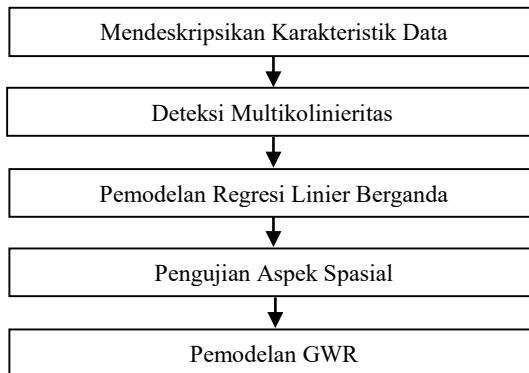 Mendeskripsikan Karakteristik Data
Deteksi Multikolinieritas
Pemodelan Regresi Linier Berganda
Pengujian Aspek Spasial
Pemodelan GWR